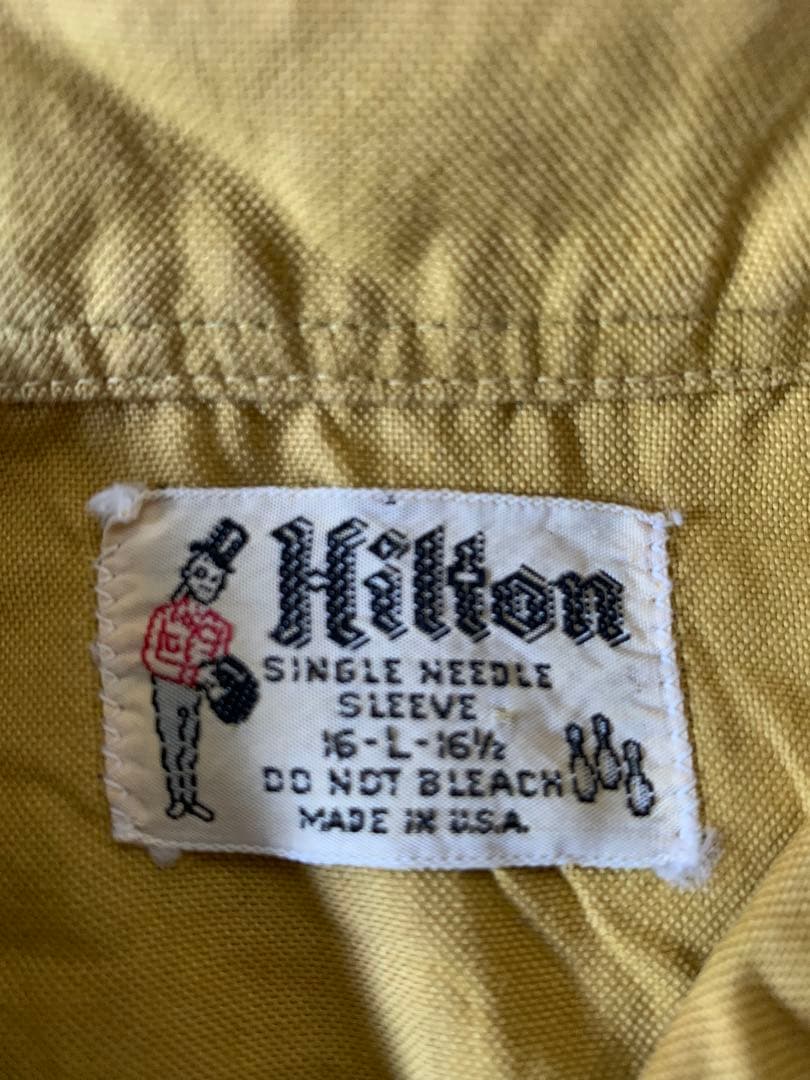 Hilton
SINGLE NEEDLE
SLEEVE
16-L-16½
DO NOT BLEACH
MADE IN U.S.A.